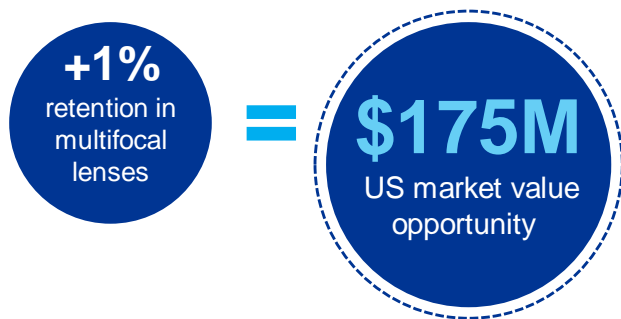 +1%
retention in
multifocal
lenses
=
$175M
US market value
opportunity